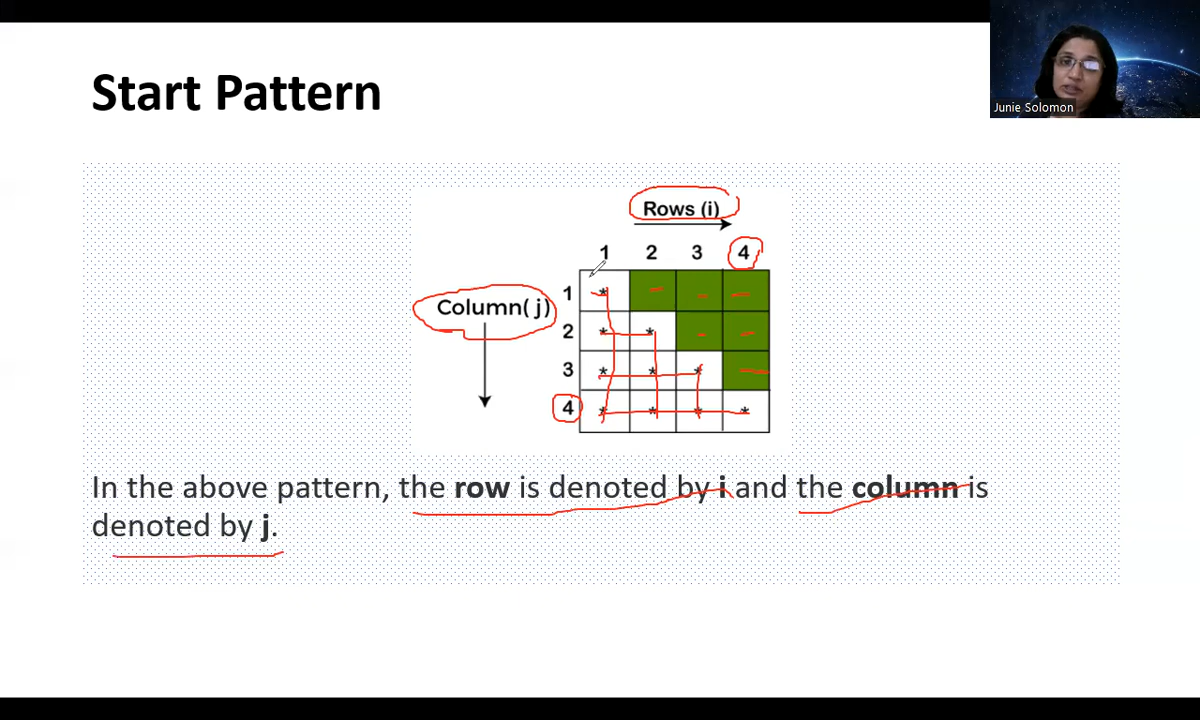 Start Pattern
Junie Solomon
Rows (i)
1 2 3 4
Column( j)
1 *
2 * *
3 * * *
4 * * * *
In the above pattern, the row is denoted by i and the column is
denoted by j.